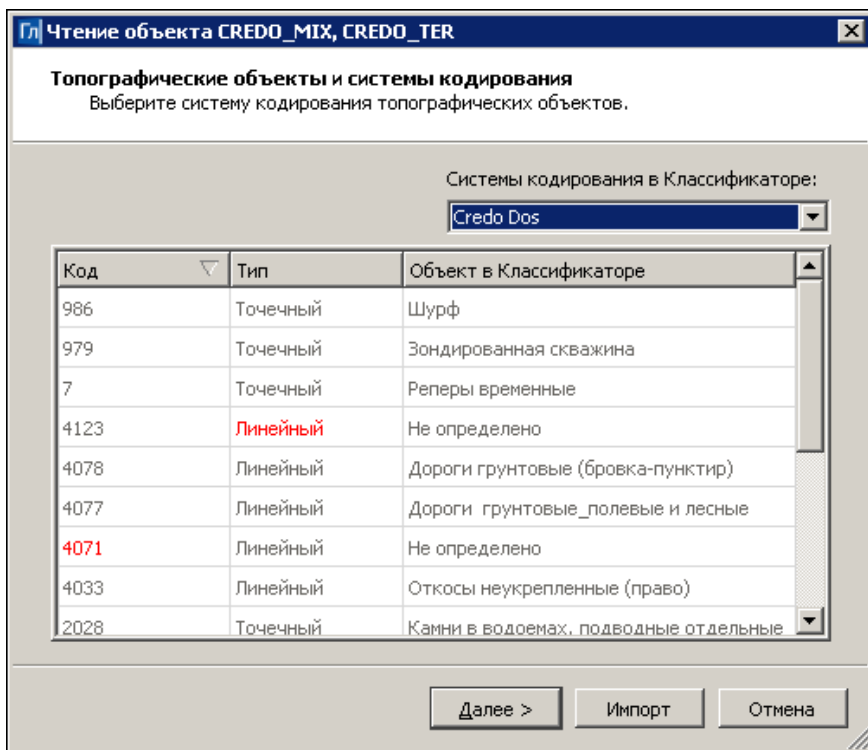 Гл Чтение объекта CREDO_MIX, CREDO_TER
Топографические объекты и системы кодирования
Выберите систему кодирования топографических объектов.
Системы кодирования в Классификаторе:
Credo Dos
Код Тип Объект в Классификаторе
986 Точечный Шурф
979 Точечный Зондированная скважина
7 Точечный Реперы временные
4123 Линейный Не определено
4078 Линейный Дороги грунтовые (бровка-пунктир)
4077 Линейный Дороги грунтовые_полевые и лесные
4071 Линейный Не определено
4033 Линейный Откосы неукрепленные (право)
2028 Точечный Камни в водоемах, подводные отдельные
Далее > Импорт Отмена